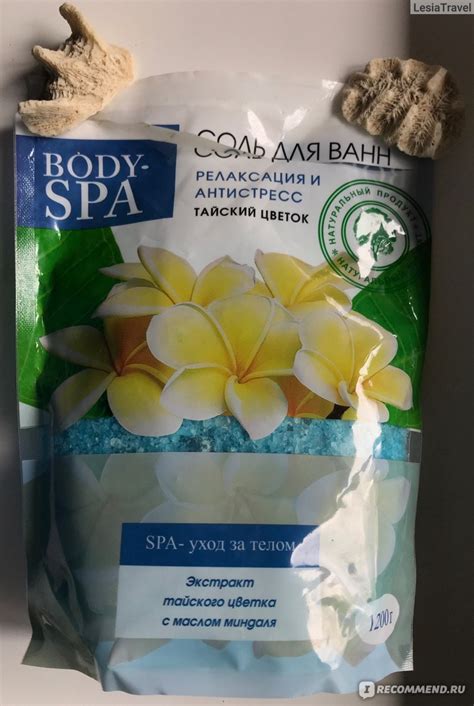 LesiaTravel
BODY-
SPA
СОЛЬ ДЛЯ ВАНН
РЕЛАКСАЦИЯ И
АНТИСТРЕСС
ТАЙСКИЙ ЦВЕТОК
НАТУРАЛЬНЫЙ ПРОДУКТ
SPA- уход за телом
Экстракт
тайского цветка
с маслом миндаля
1200г
I RECOMMEND.RU